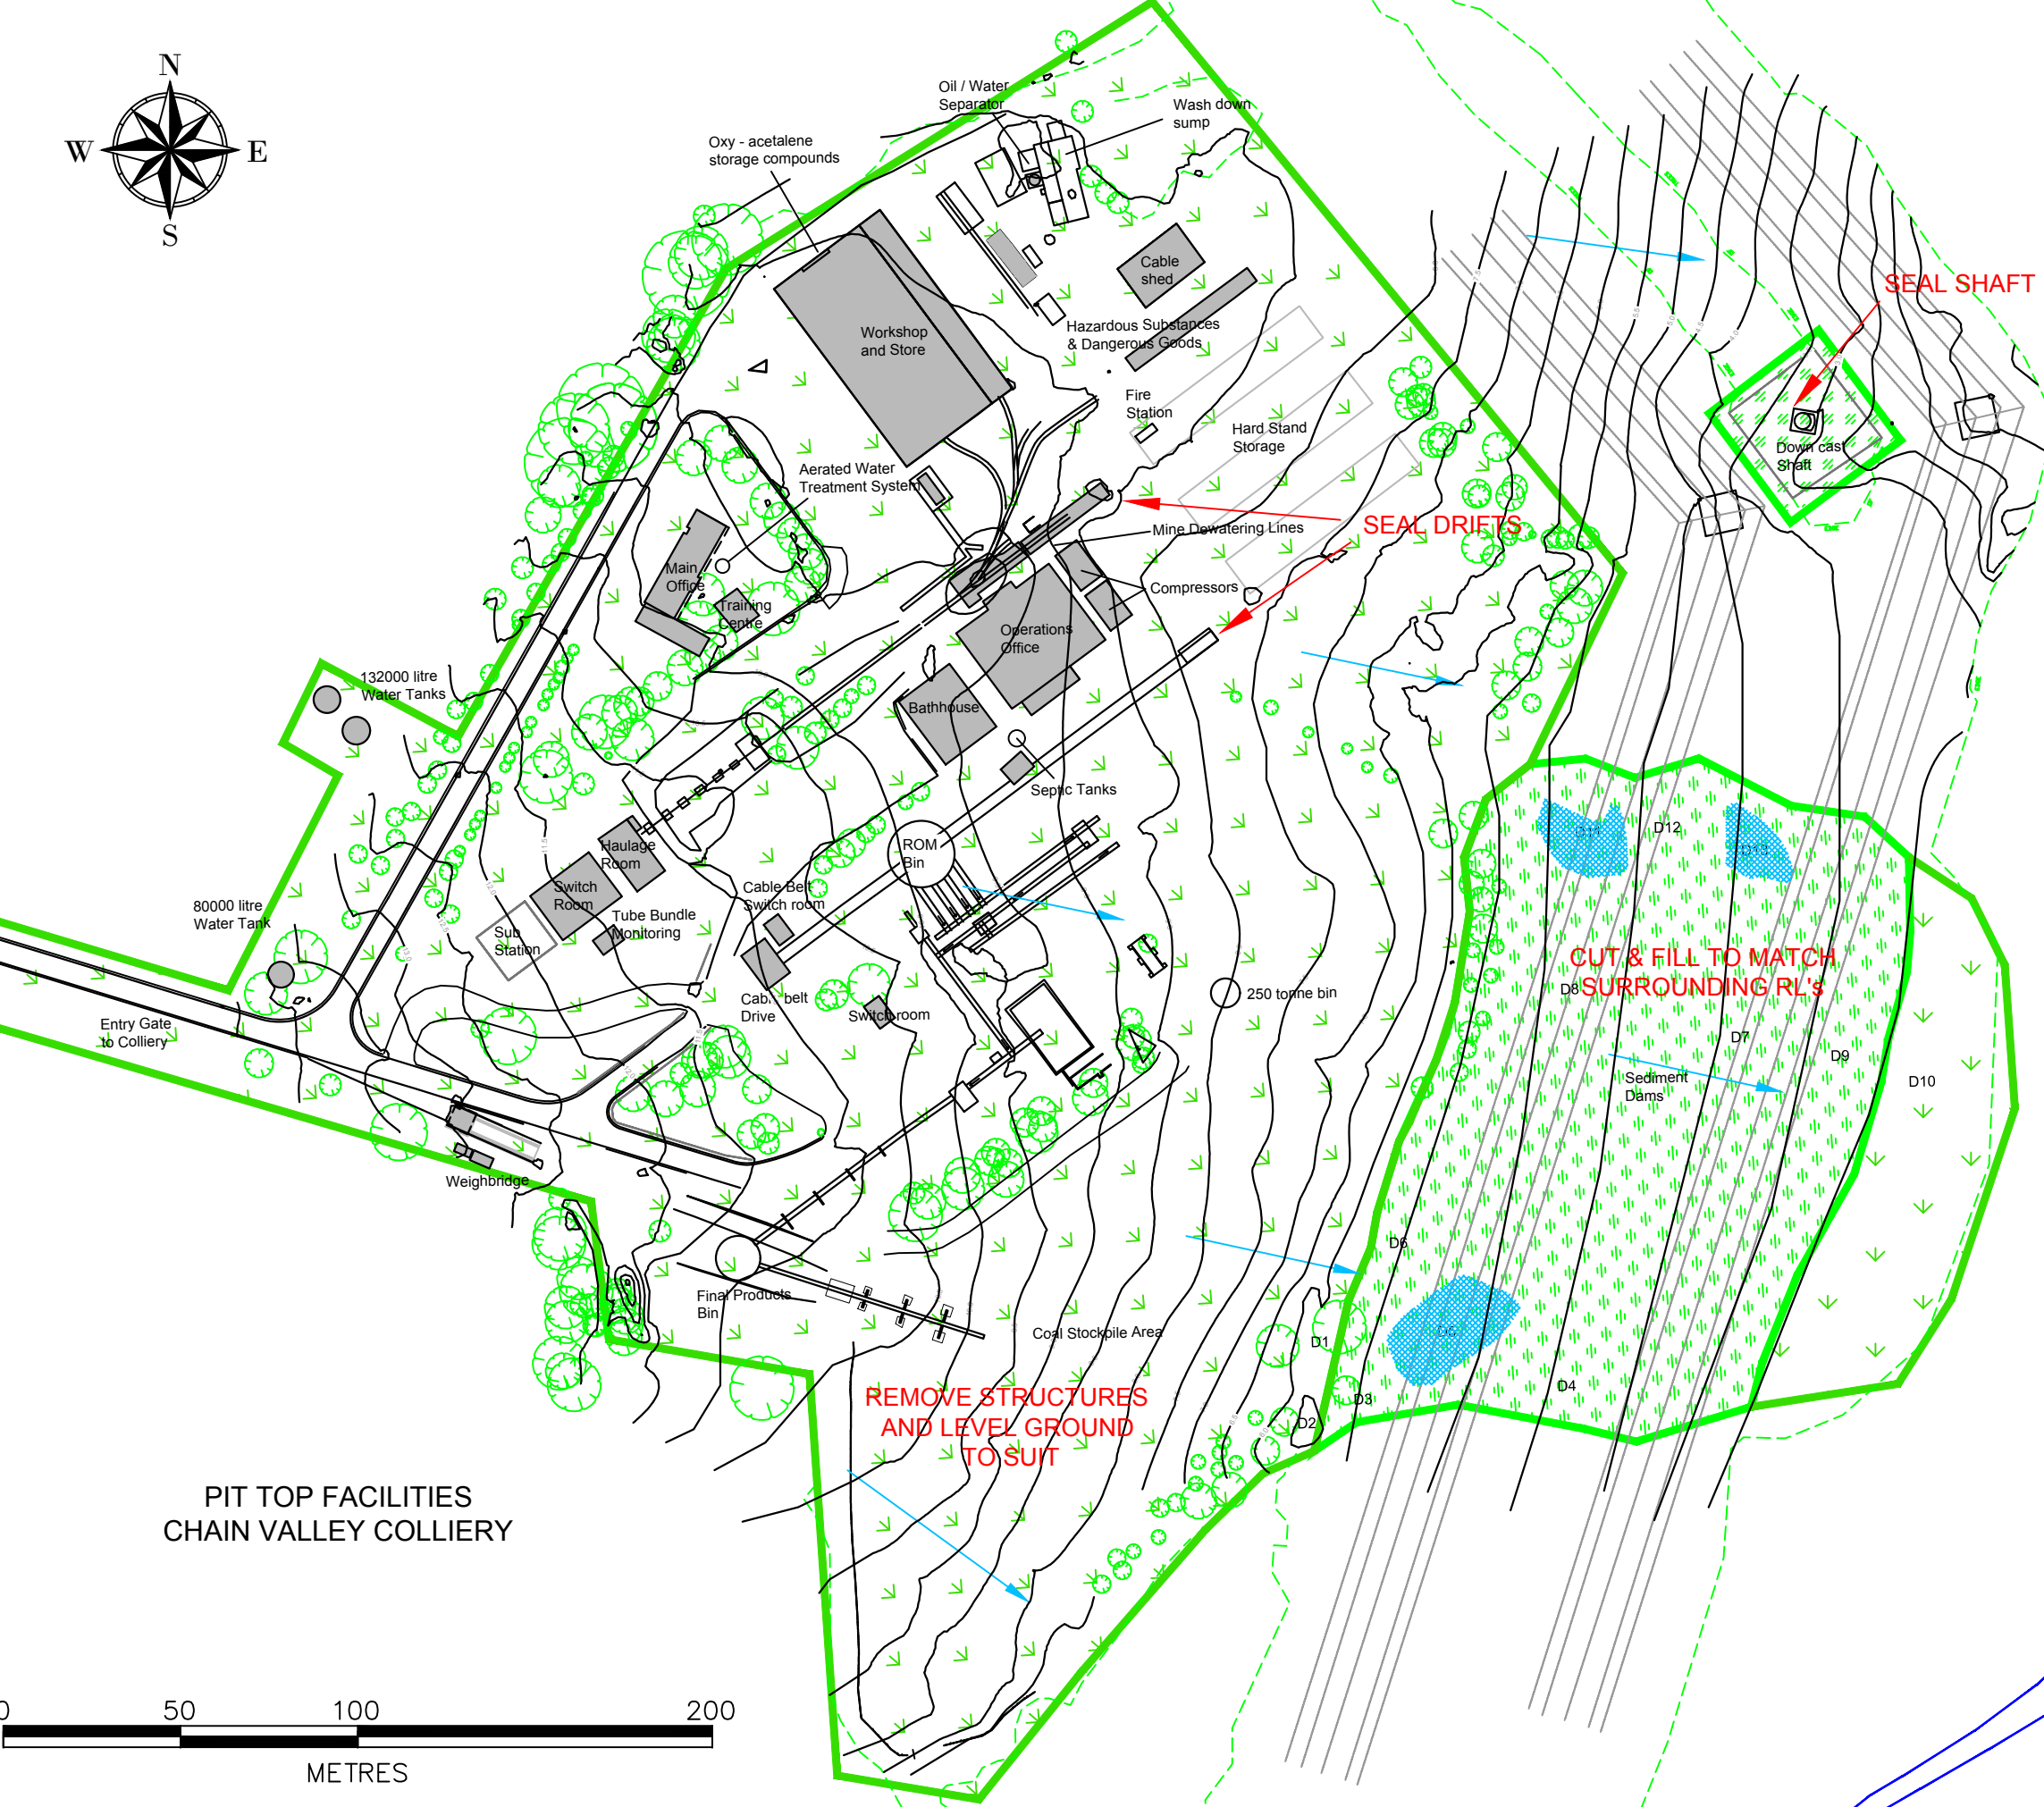 N
W
E
S
Oil / Water
Separator
Wash down
sump
Oxy - acetalene
storage compounds
Cable
shed
SEAL SHAFT
Workshop
and Store
Hazardous Substances
& Dangerous Goods
Fire
Station
Hard Stand
Storage
Down cast
Shaft
Aerated Water
Treatment System
Mine Dewatering Lines
SEAL DRIFTS
Main
Office
Training
Centre
Compressors
Operations
Office
132000 litre
Water Tanks
Bathhouse
Septic Tanks
Haulage
Room
ROM
Bin
D11
D12
D13
Switch
Room
Cable Belt
Switch room
80000 litre
Water Tank
Sub
Station
Tube Bundle
Monitoring
CUT & FILL TO MATCH
SURROUNDING RL's
D8
250 tonne bin
belt
Drive
Switch room
Entry Gate
to Colliery
D7
D9
Sediment
Dams
D10
Weighbridge
D6
Final Products
Bin
Coal Stockpile Area
D1
D5
D4
D3
D2
REMOVE STRUCTURES
AND LEVEL GROUND
TO SUIT
PIT TOP FACILITIES
CHAIN VALLEY COLLIERY
0 50 100 200
METRES